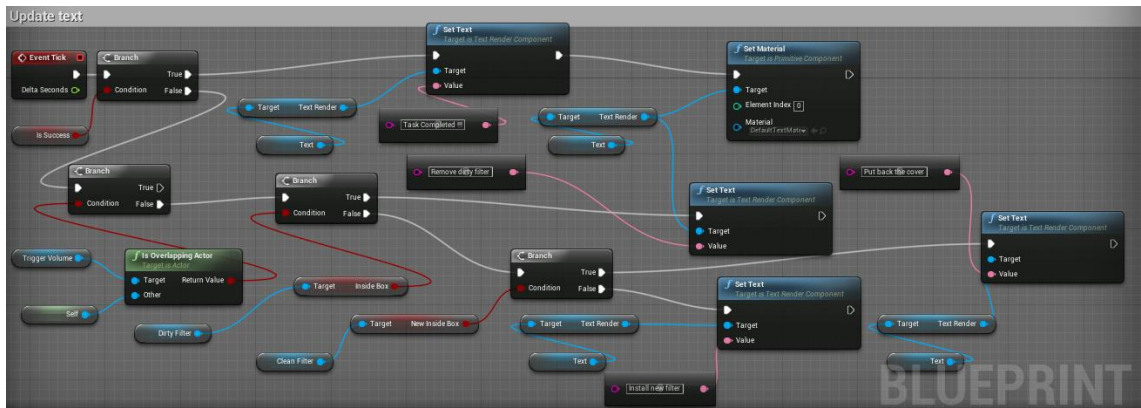 Update text
Set Text
Target is Text Render Component
Target
Value
Set Material
Target is Primitive Component
Target
Element Index 0
Material
Event Tick
Delta Seconds
Branch
True
Condition
False
Is Success
Target Text Render
Text
Task Completed !!!
Target Text Render
Text
Branch
True
Condition
False
Branch
True
Condition
False
Remove dirty filter
Set Text
Target is Text Render Component
Target
Value
Put back the cover
Set Text
Target is Text Render Component
Target
Value
Trigger Volume
Self
Is Overlapping Actor
Target is Actor
Target Return Value
Other
Dirty Filter
Target Inside Box
Branch
True
Condition
False
Set Text
Target is Text Render Component
Target
Value
Clean Filter
Target New Inside Box
Target Text Render
Text
Install new filter
Target Text Render
Text
BLUEPRINT